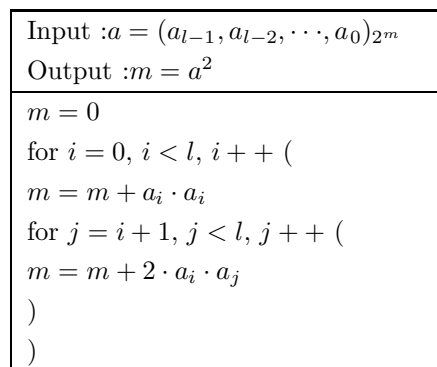 Input :a = (a_{l-1}, a_{l-2}, ···, a_0)_{2^m}
Output :m = a^2
m = 0
for i = 0, i < l, i + + (
m = m + a_i · a_i
for j = i + 1, j < l, j + + (
m = m + 2 · a_i · a_j
)
)